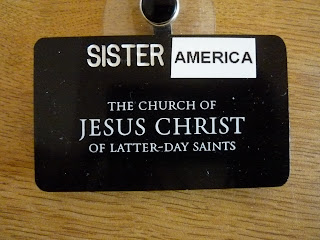 SISTER AMERICA
THE CHURCH OF
JESUS CHRIST
OF LATTER-DAY SAINTS